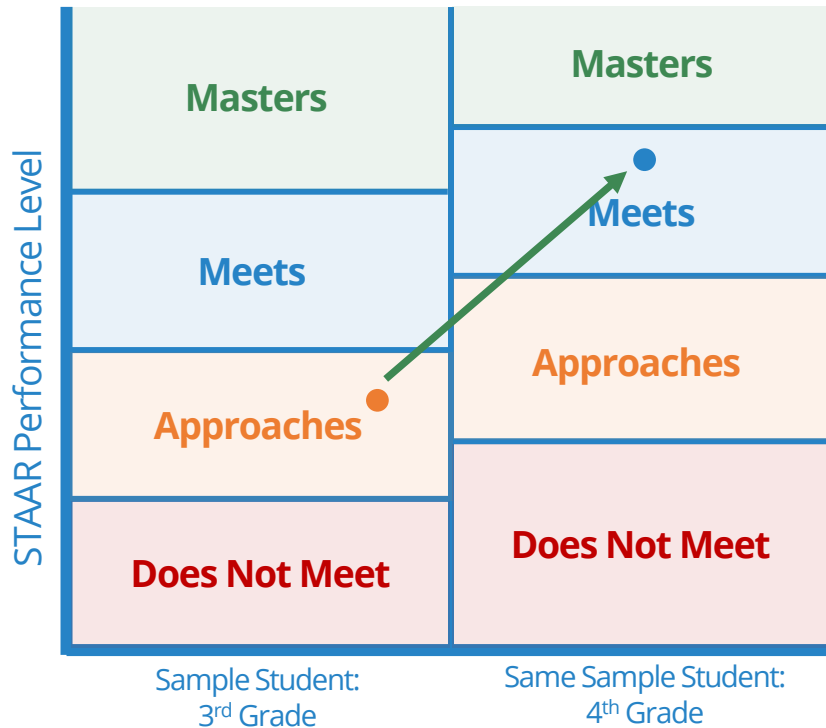 STAAR Performance Level
Masters
Meets
Approaches
Does Not Meet
Masters
Meets
Approaches
Does Not Meet
Sample Student:
3rd Grade
Same Sample Student:
4th Grade